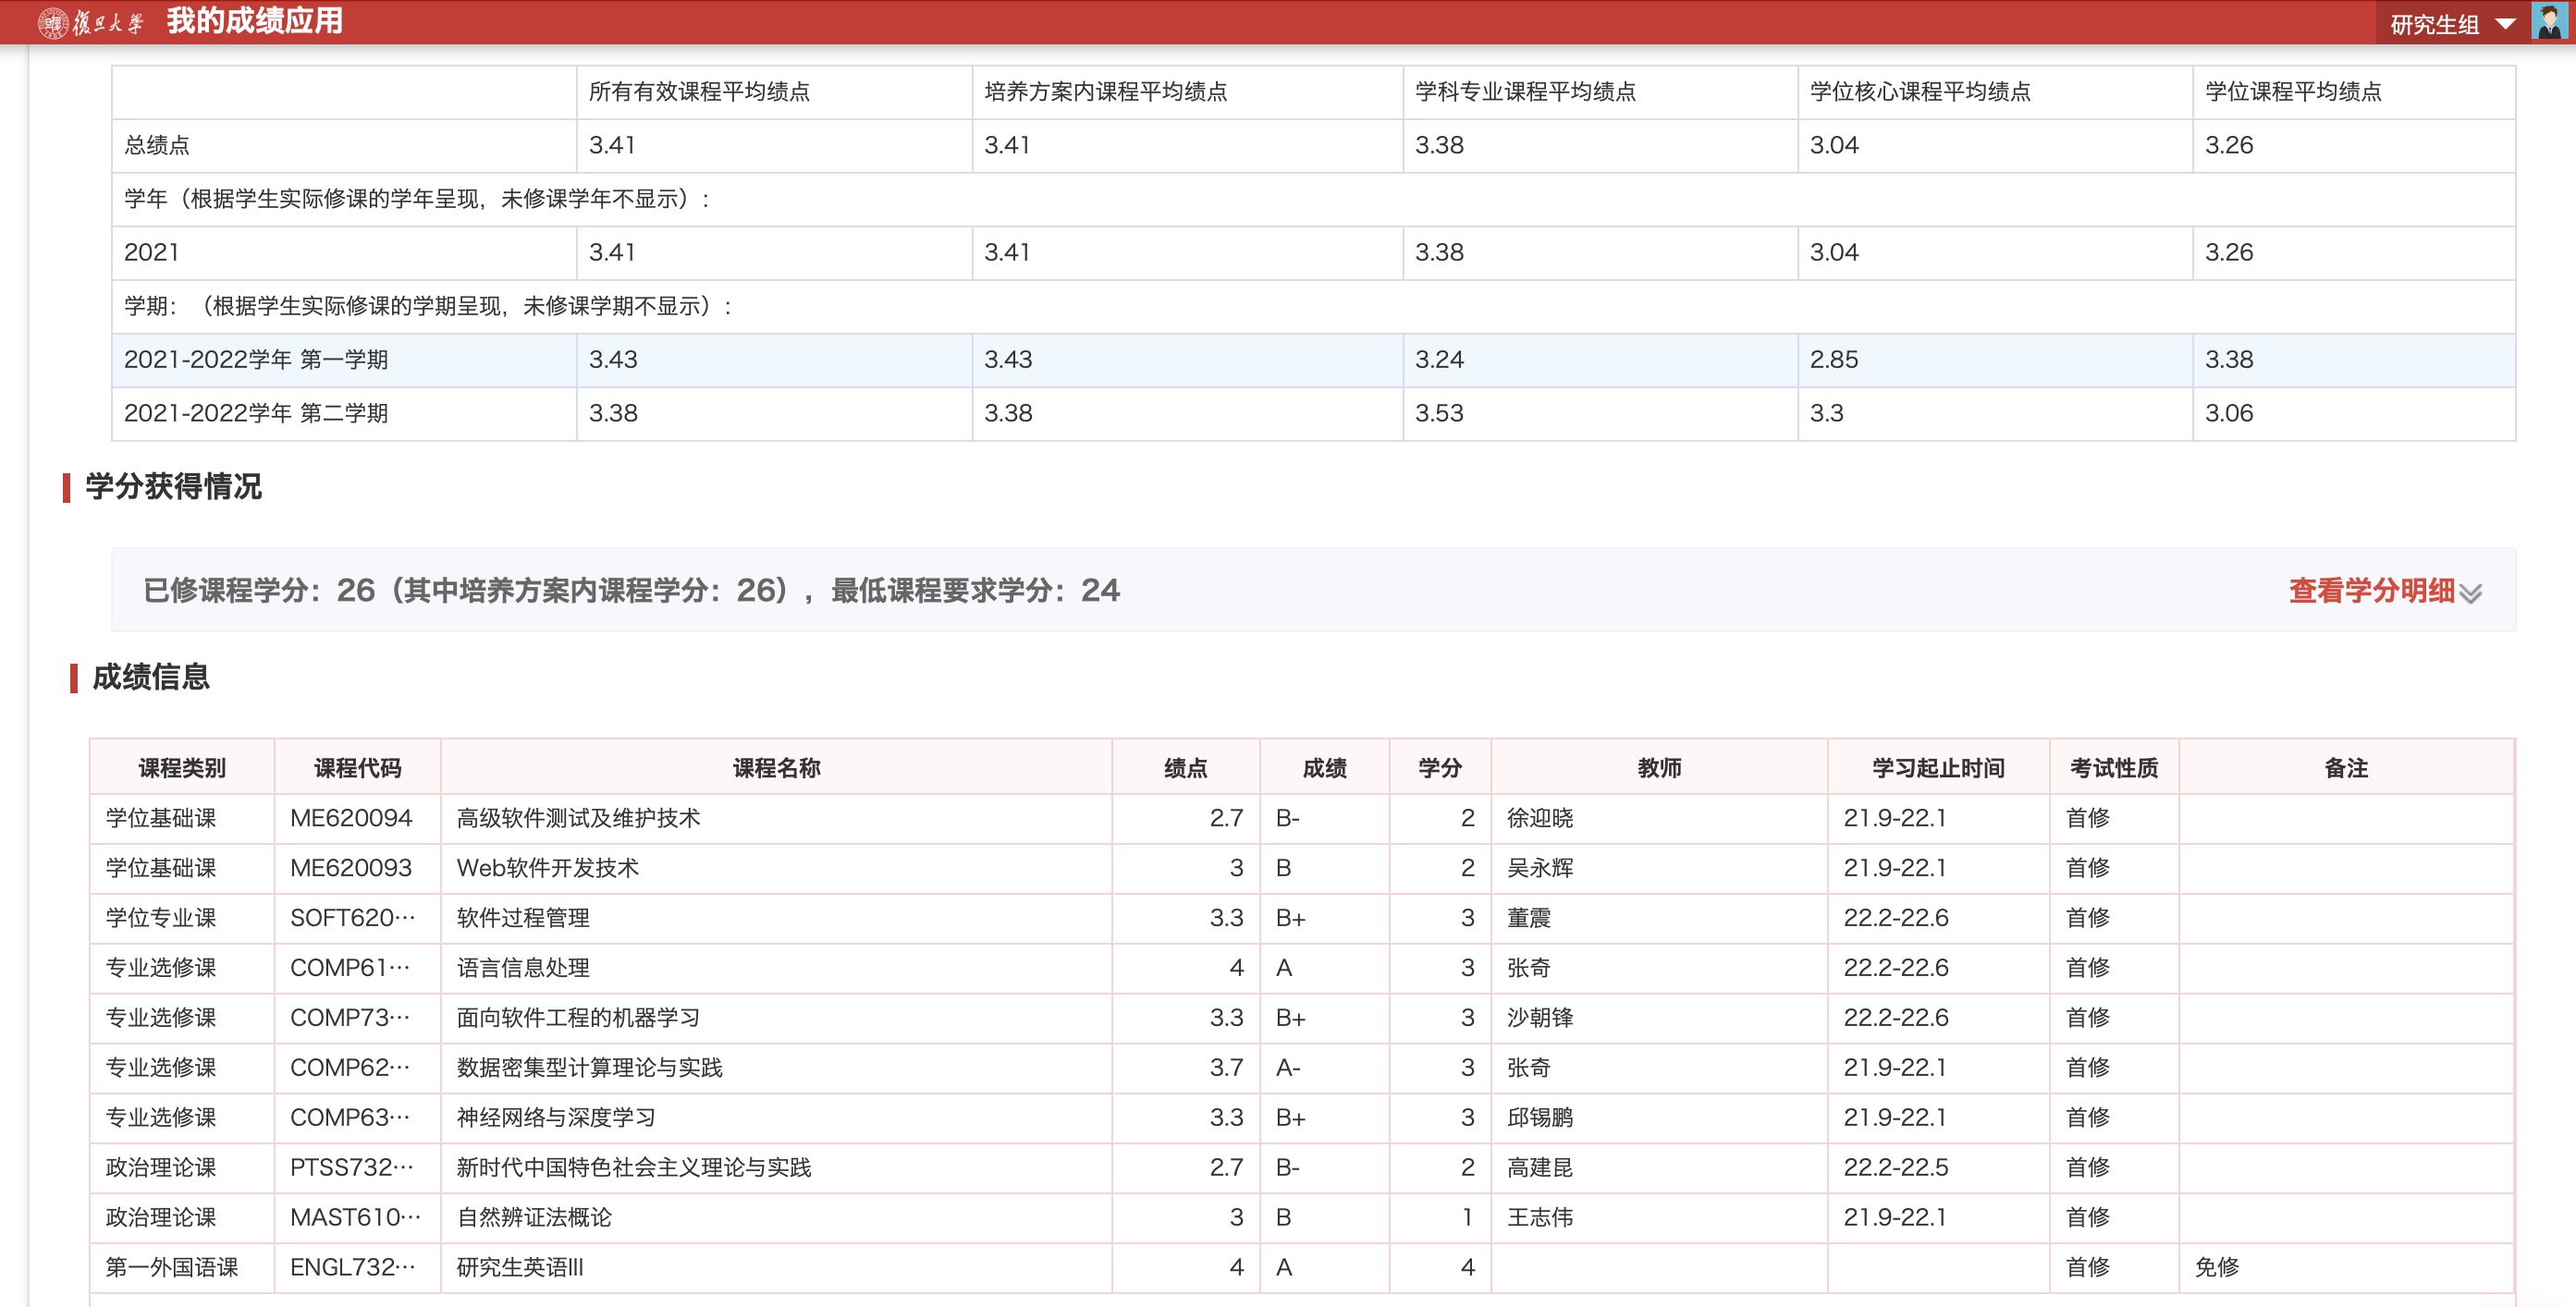 復旦大學 我的成绩应用 研究生组
所有有效课程平均绩点 培养方案内课程平均绩点 学科专业课程平均绩点 学位核心课程平均绩点 学位课程平均绩点
总绩点 3.41 3.41 3.38 3.04 3.26
学年（根据学生实际修课的学年呈现，未修课学年不显示）：
2021 3.41 3.41 3.38 3.04 3.26
学期：（根据学生实际修课的学期呈现，未修课学期不显示）：
2021-2022学年 第一学期 3.43 3.43 3.24 2.85 3.38
2021-2022学年 第二学期 3.38 3.38 3.53 3.3 3.06
学分获得情况
已修课程学分：26（其中培养方案内课程学分：26），最低课程要求学分：24 查看学分明细
成绩信息
课程类别 课程代码 课程名称 绩点 成绩 学分 教师 学习起止时间 考试性质 备注
学位基础课 ME620094 高级软件测试及维护技术 2.7 B- 2 徐迎晓 21.9-22.1 首修
学位基础课 ME620093 Web软件开发技术 3 B 2 吴永辉 21.9-22.1 首修
学位专业课 SOFT620… 软件过程管理 3.3 B+ 3 董震 22.2-22.6 首修
专业选修课 COMP61… 语言信息处理 4 A 3 张奇 22.2-22.6 首修
专业选修课 COMP73… 面向软件工程的机器学习 3.3 B+ 3 沙朝锋 22.2-22.6 首修
专业选修课 COMP62… 数据密集型计算理论与实践 3.7 A- 3 张奇 21.9-22.1 首修
专业选修课 COMP63… 神经网络与深度学习 3.3 B+ 3 邱锡鹏 21.9-22.1 首修
政治理论课 PTSS732… 新时代中国特色社会主义理论与实践 2.7 B- 2 高建昆 22.2-22.5 首修
政治理论课 MAST610… 自然辨证法概论 3 B 1 王志伟 21.9-22.1 首修
第一外国语课 ENGL732… 研究生英语III 4 A 4 首修 免修